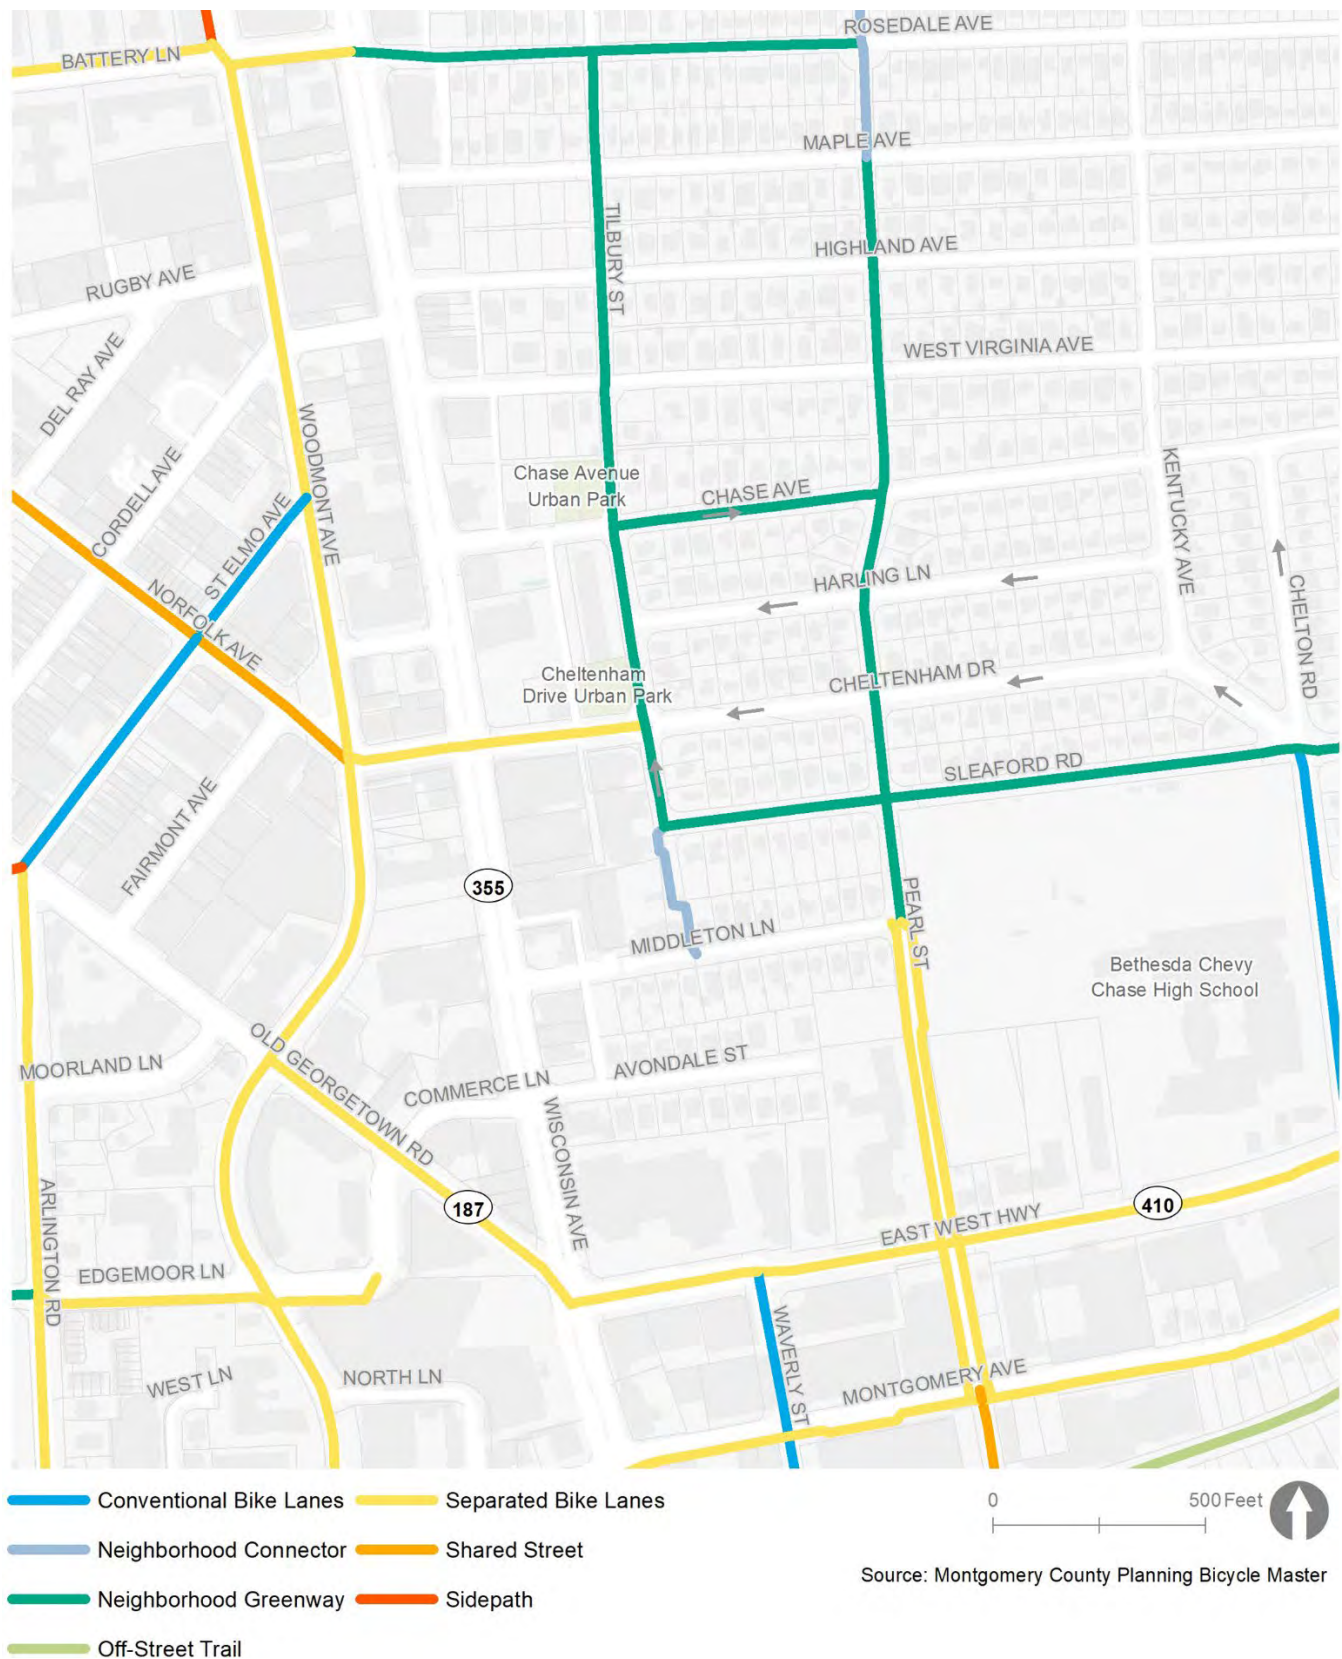 ROSEDALE AVE
BATTERY LN
MAPLE AVE
TILBURY ST
HIGHLAND AVE
RUGBY AVE
WEST VIRGINIA AVE
DEL RAY AVE
WOODMONT AVE
CORDELL AVE
Chase Avenue
Urban Park
CHASE AVE
KENTUCKY AVE
ST ELMO AVE
NORFOLK AVE
HARLING LN
CHELTON RD
Cheltenham
Drive Urban Park
CHELTENHAM DR
SLEAFORD RD
FAIRMONT AVE
355
PEARL ST
MIDDLETON LN
Bethesda Chevy
Chase High School
OLD GEORGETOWN RD
MOORLAND LN
AVONDALE ST
COMMERCE LN
WISCONSIN AVE
ARLINGTON RD
187
410
EAST WEST HWY
EDGEMOOR LN
WAVERLY ST
WEST LN
NORTH LN
MONTGOMERY AVE
Conventional Bike Lanes
Separated Bike Lanes
Neighborhood Connector
Shared Street
Neighborhood Greenway
Sidepath
Off-Street Trail
0 500 Feet
Source: Montgomery County Planning Bicycle Master